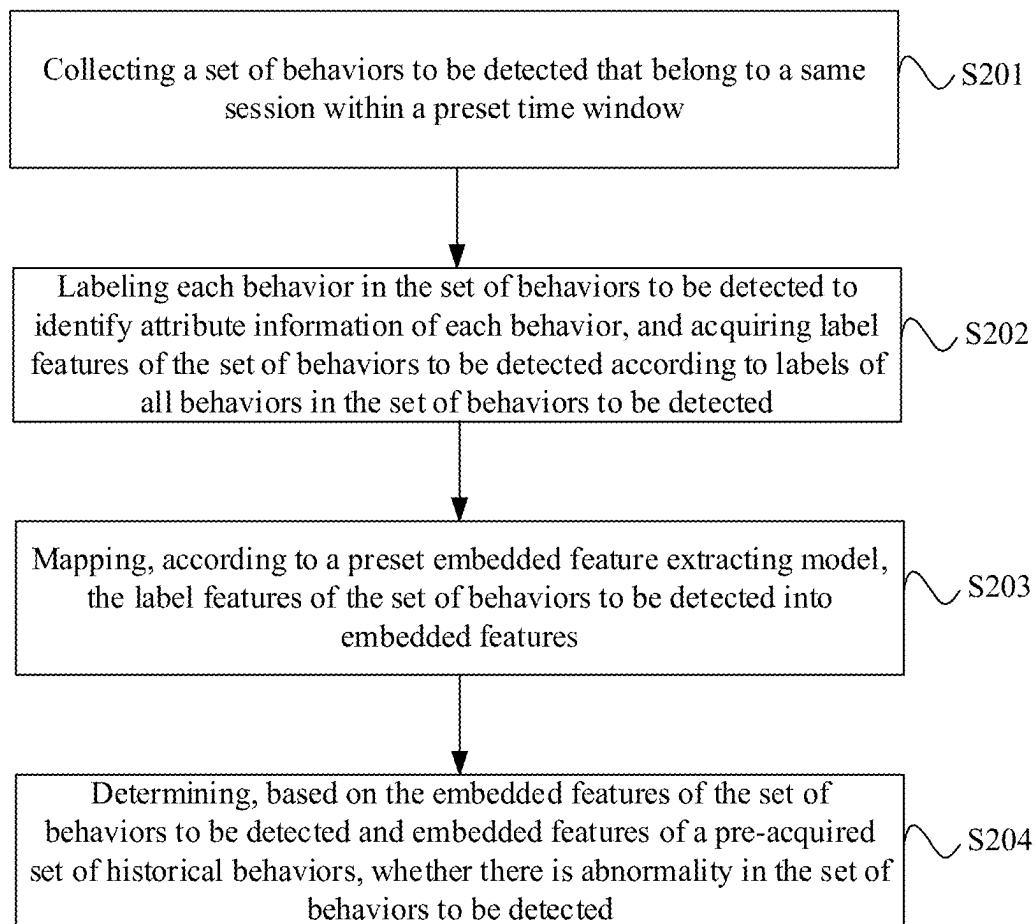 Collecting a set of behaviors to be detected that belong to a same
session within a preset time window
S201
Labeling each behavior in the set of behaviors to be detected to
identify attribute information of each behavior, and acquiring label
features of the set of behaviors to be detected according to labels of
all behaviors in the set of behaviors to be detected
S202
Mapping, according to a preset embedded feature extracting model,
the label features of the set of behaviors to be detected into
embedded features
S203
Determining, based on the embedded features of the set of
behaviors to be detected and embedded features of a pre-acquired
set of historical behaviors, whether there is abnormality in the set of
behaviors to be detected
S204